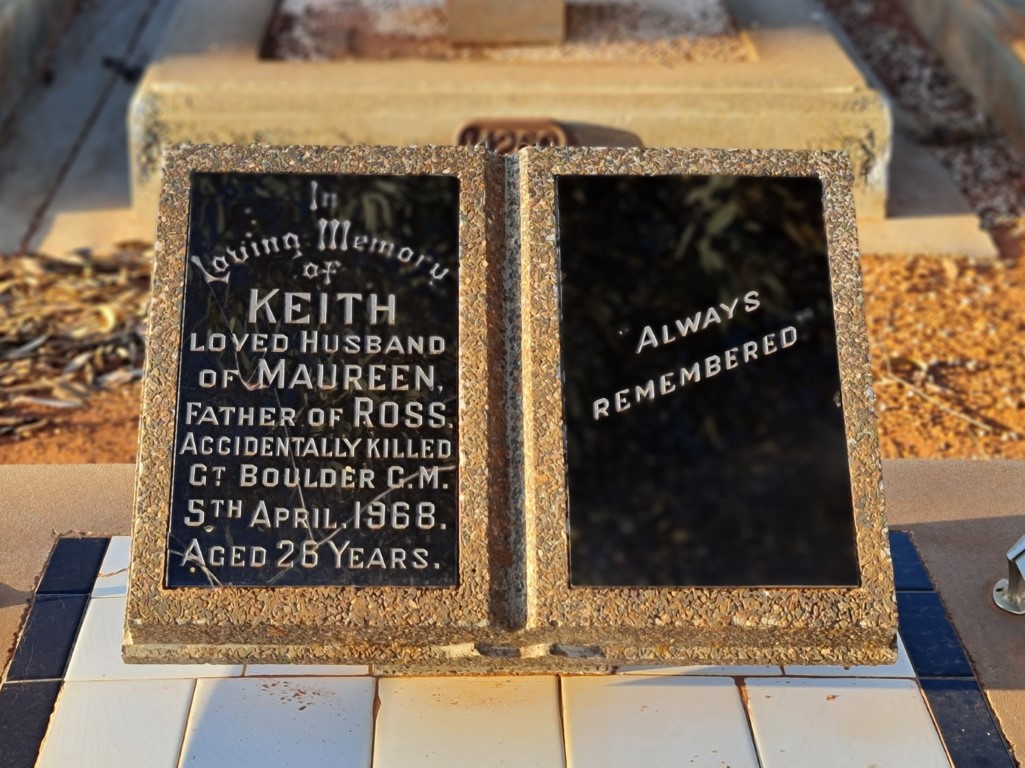 In
Loving Memory
of
KEITH
LOVED HUSBAND
OF MAUREEN,
FATHER OF ROSS.
ACCIDENTALLY KILLED
GT BOULDER G.M.
5TH APRIL, 1968.
AGED 26 YEARS.
ALWAYS
REMEMBERED